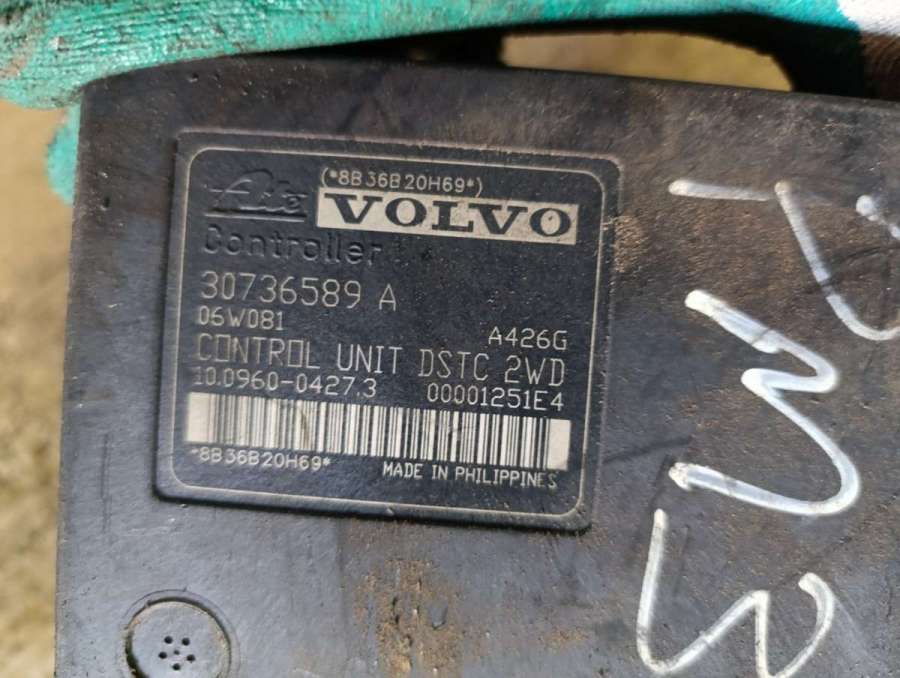 (*8B36B20H69*)
Ate VOLVO
Controller
30736589 A
06W081 A426G
CONTROL UNIT DSTC 2WD
10.0960-0427.3 00001251E4
*8B36B20H69* MADE IN PHILIPPINES